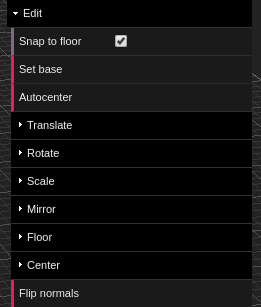 Edit
Snap to floor
Set base
Autocenter
Translate
Rotate
Scale
Mirror
Floor
Center
Flip normals